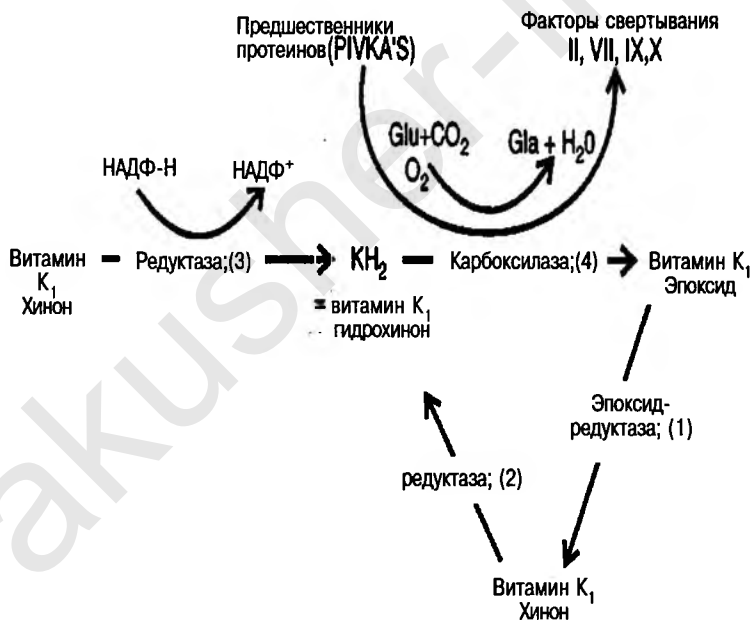 Предшественники
протеинов(PIVKA'S)
Факторы свертывания
II, VII, IX,X
Glu+CO₂
O₂
Gla + H₂0
НАДФ-Н
НАДФ⁺
Витамин
K₁
Хинон
Редуктаза;(3)
KH₂
= витамин K₁
гидрохинон
Карбоксилаза;(4)
Витамин K₁
Эпоксид
Эпоксид-
редуктаза; (1)
редуктаза; (2)
Витамин K₁
Хинон
akusher-